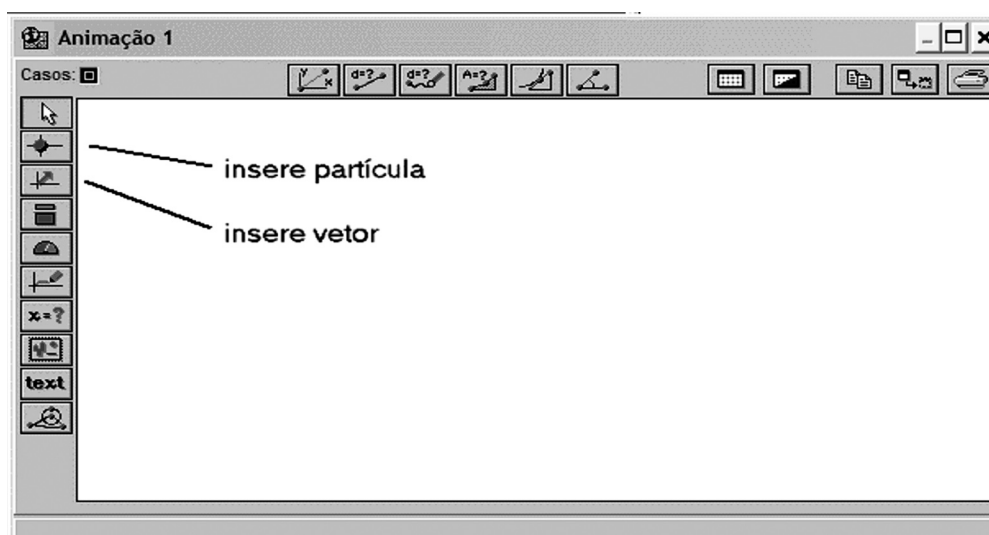 Animação 1
Casos:
y x
d=?
d=?
A=?
insere partícula
insere vetor
x=?
text